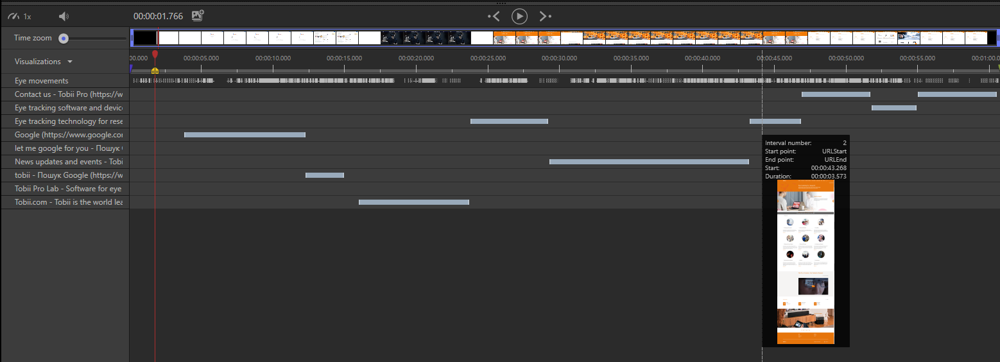 1x
00:00:01.766
Time zoom
Visualizations
00.000 00:00:05.000 00:00:10.000 00:00:15.000 00:00:20.000 00:00:25.000 00:00:30.000 00:00:35.000 00:00:40.000 00:00:45.000 00:00:50.000 00:00:55.000 00:01:00.
Eye movements
Contact us - Tobii Pro (https://w
Eye tracking software and device
Eye tracking technology for rese
Google (https://www.google.com
let me google for you - Пошук
News updates and events - Tobi
tobii - Пошук Google (https://w
Tobii Pro Lab - Software for eye
Tobii.com - Tobii is the world lea
Interval number: 2
Start point: URLStart
End point: URLEnd
Start: 00:00:43.268
Duration: 00:00:03.573